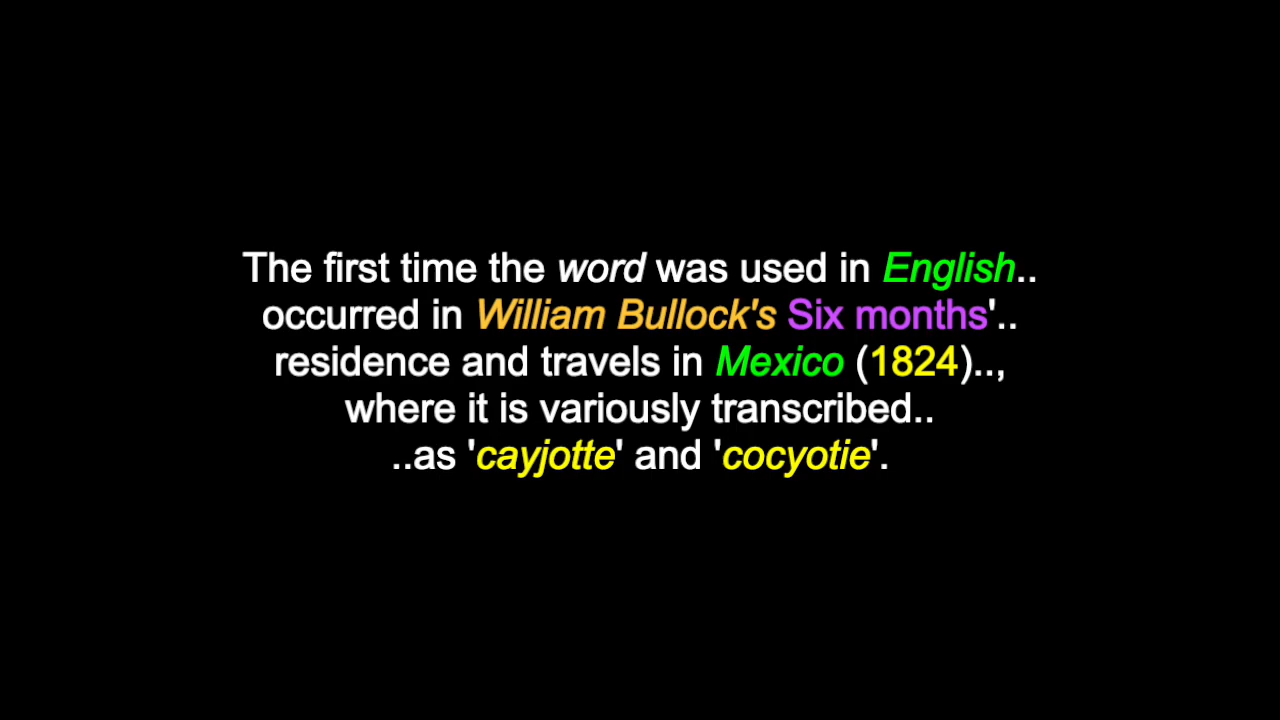 The first time the word was used in English..
occurred in William Bullock's Six months'..
residence and travels in Mexico (1824)..,
where it is variously transcribed..
..as 'cayjotte' and 'cocyotie'.